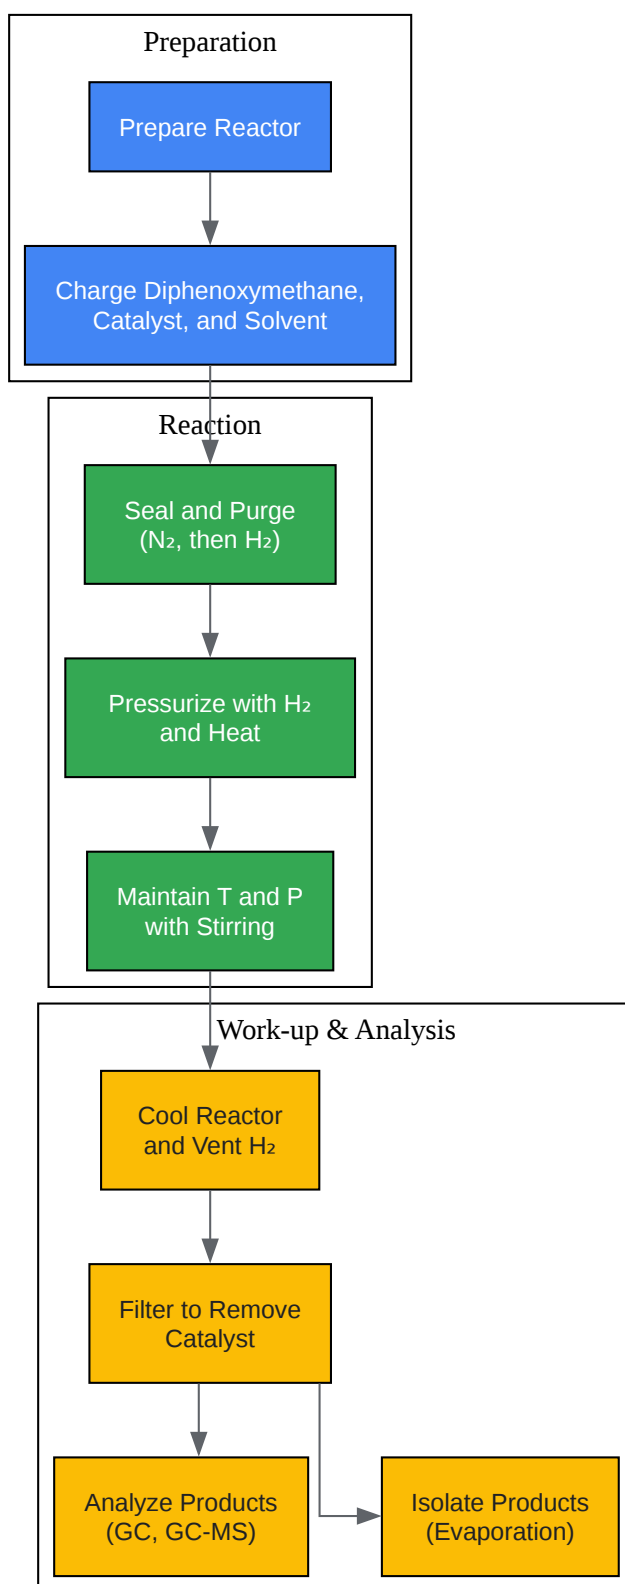 Preparation
Prepare Reactor
Charge Diphenoxymethane,
Catalyst, and Solvent
Reaction
Seal and Purge
(N₂, then H₂)
Pressurize with H₂
and Heat
Maintain T and P
with Stirring
Work-up & Analysis
Cool Reactor
and Vent H₂
Filter to Remove
Catalyst
Analyze Products
(GC, GC-MS)
Isolate Products
(Evaporation)